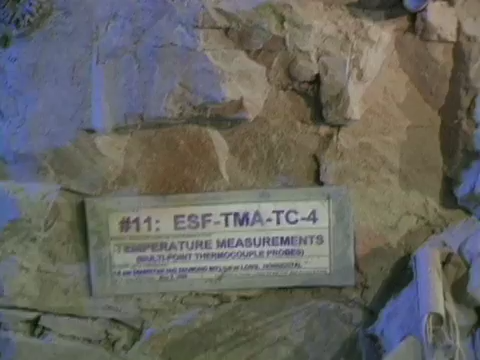 #11: ESF-TMA-TC-4
TEMPERATURE MEASUREMENTS
(MULTI-POINT THERMOCOUPLE PROBES)